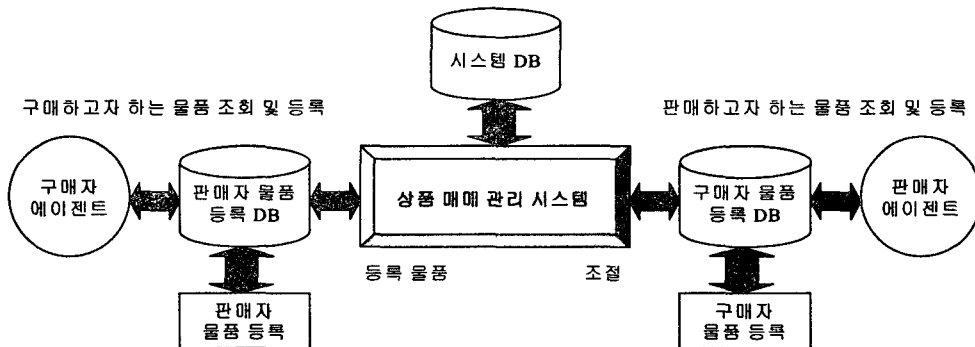 시스템 DB
구매하고자 하는 물품 조회 및 등록
판매하고자 하는 물품 조회 및 등록
구매자
에이전트
판매자 물품
등록 DB
상품 매매 관리 시스템
구매자 물품
등록 DB
판매자
에이전트
등록 물품
조절
판매자
물품 등록
구매자
물품 등록